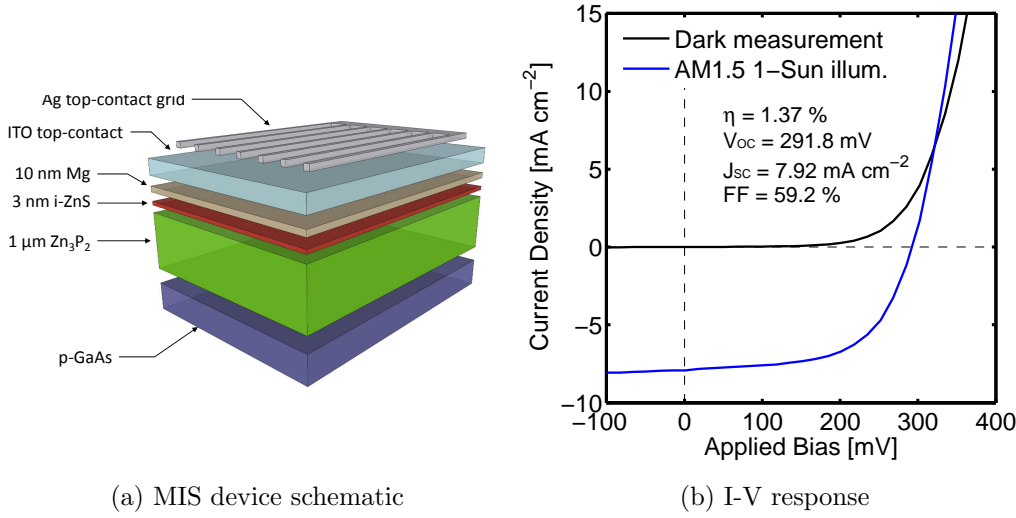 Ag top-contact grid
ITO top-contact
10 nm Mg
3 nm i-ZnS
1 μm Zn₃P₂
p-GaAs
(a) MIS device schematic
15
10
5
0
−5
−10
Current Density [mA cm⁻²]
Dark measurement
AM1.5 1−Sun illum.
η = 1.37 %
VOC = 291.8 mV
JSC = 7.92 mA cm⁻²
FF = 59.2 %
−100 0 100 200 300 400
Applied Bias [mV]
(b) I-V response